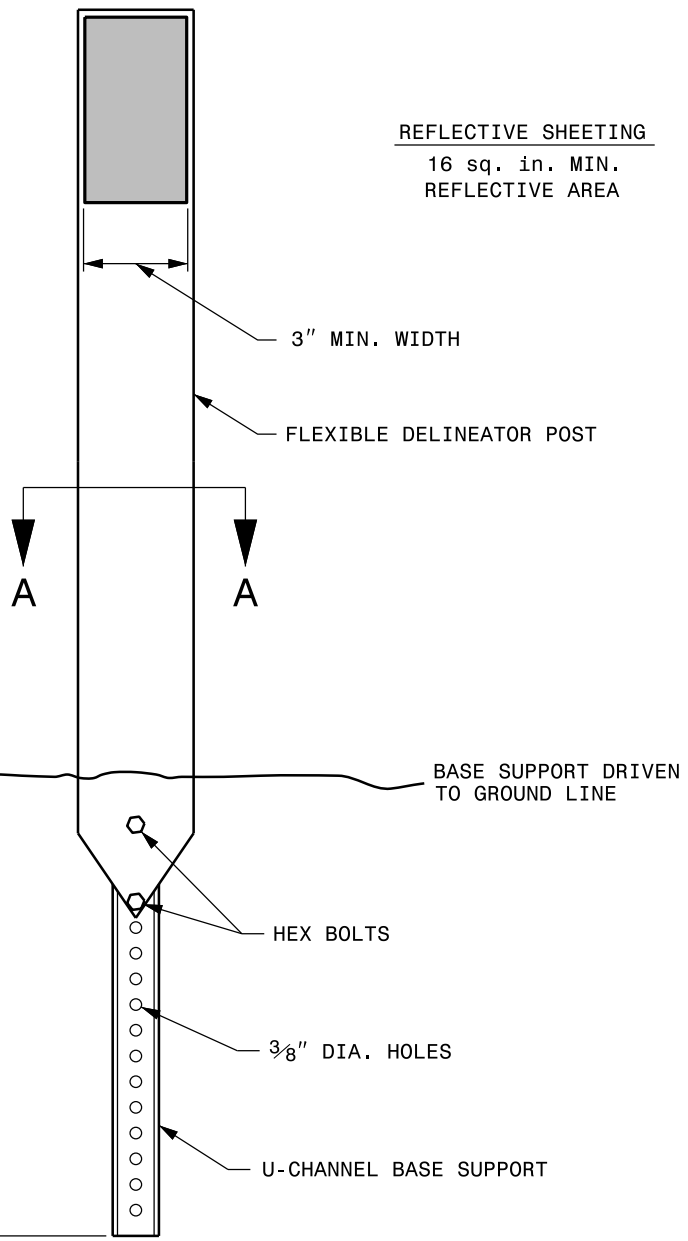 REFLECTIVE SHEETING
16 sq. in. MIN.
REFLECTIVE AREA
3" MIN. WIDTH
FLEXIBLE DELINEATOR POST
A A
BASE SUPPORT DRIVEN
TO GROUND LINE
HEX BOLTS
3/8" DIA. HOLES
U-CHANNEL BASE SUPPORT